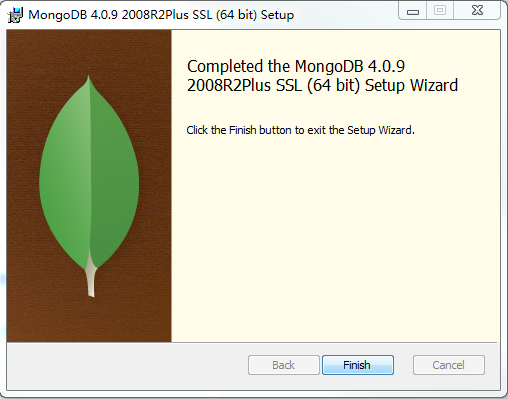 MongoDB 4.0.9 2008R2Plus SSL (64 bit) Setup
Completed the MongoDB 4.0.9
2008R2Plus SSL (64 bit) Setup Wizard
Click the Finish button to exit the Setup Wizard.
Back
Finish
Cancel